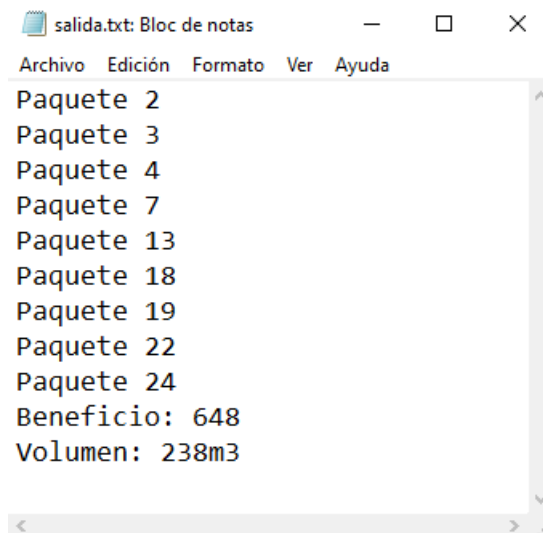 salida.txt: Bloc de notas
Archivo Edición Formato Ver Ayuda
Paquete 2
Paquete 3
Paquete 4
Paquete 7
Paquete 13
Paquete 18
Paquete 19
Paquete 22
Paquete 24
Beneficio: 648
Volumen: 238m3